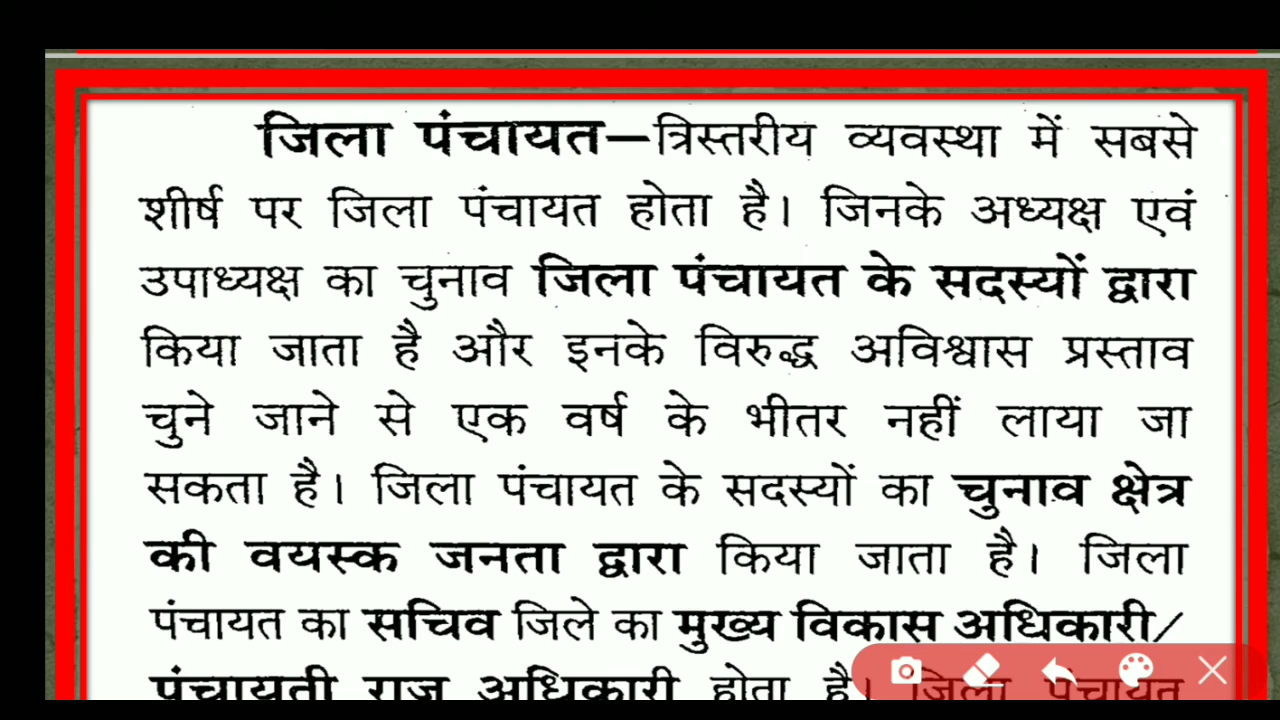 जिला पंचायत–त्रिस्तरीय व्यवस्था में सबसे
शीर्ष पर जिला पंचायत होता है। जिनके अध्यक्ष एवं
उपाध्यक्ष का चुनाव जिला पंचायत के सदस्यों द्वारा
किया जाता है और इनके विरुद्ध अविश्वास प्रस्ताव
चुने जाने से एक वर्ष के भीतर नहीं लाया जा
सकता है। जिला पंचायत के सदस्यों का चुनाव क्षेत्र
की वयस्क जनता द्वारा किया जाता है। जिला
पंचायत का सचिव जिले का मुख्य विकास अधिकारी/
पंचायती राज अधिकारी होता है। जिला पंचायत